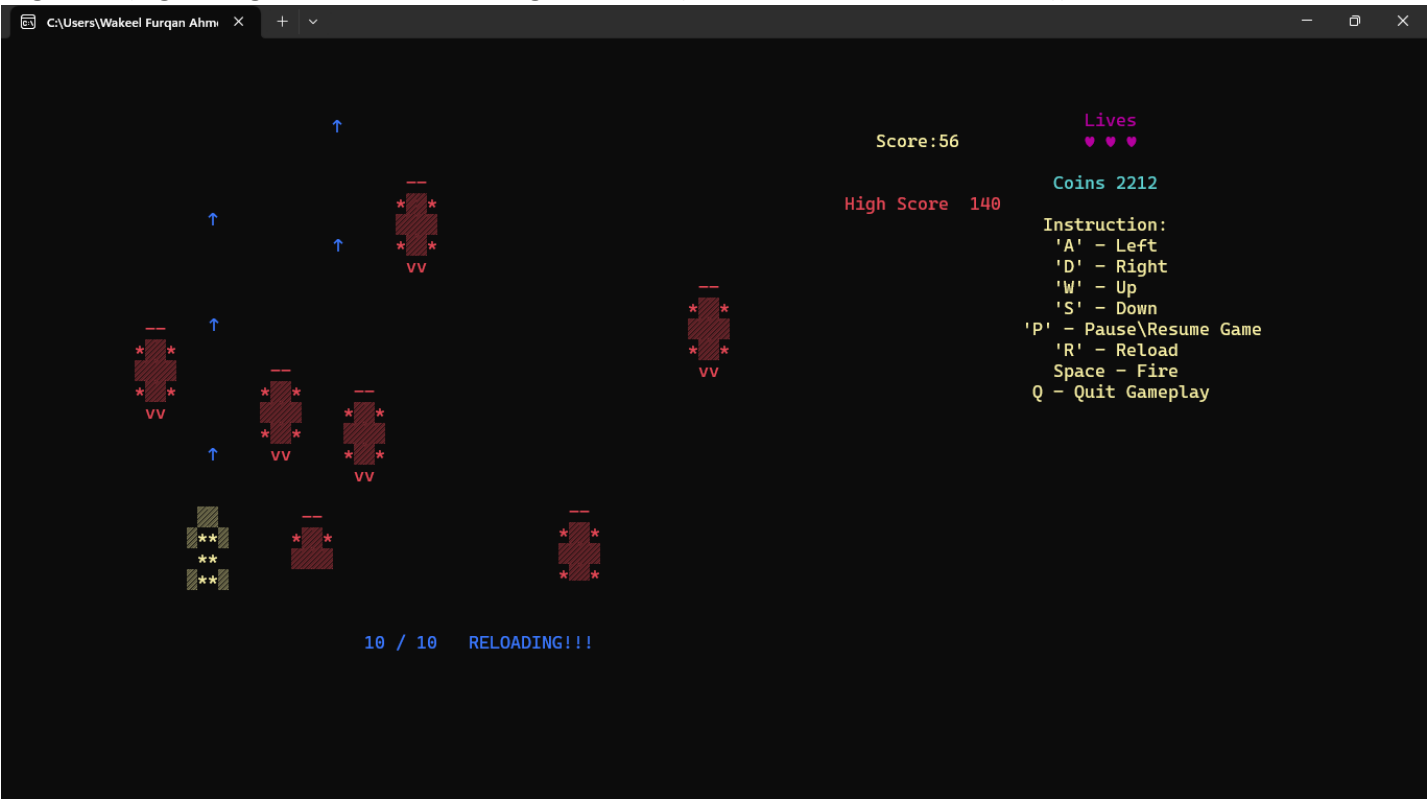 C:\Users\Wakeel Furqan Ahm
Lives
Score:56
♥ ♥ ♥
Coins 2212
High Score  140
Instruction:
'A' - Left
'D' - Right
'W' - Up
'S' - Down
'P' - Pause\Resume Game
'R' - Reload
Space - Fire
Q - Quit Gameplay
10 / 10   RELOADING!!!